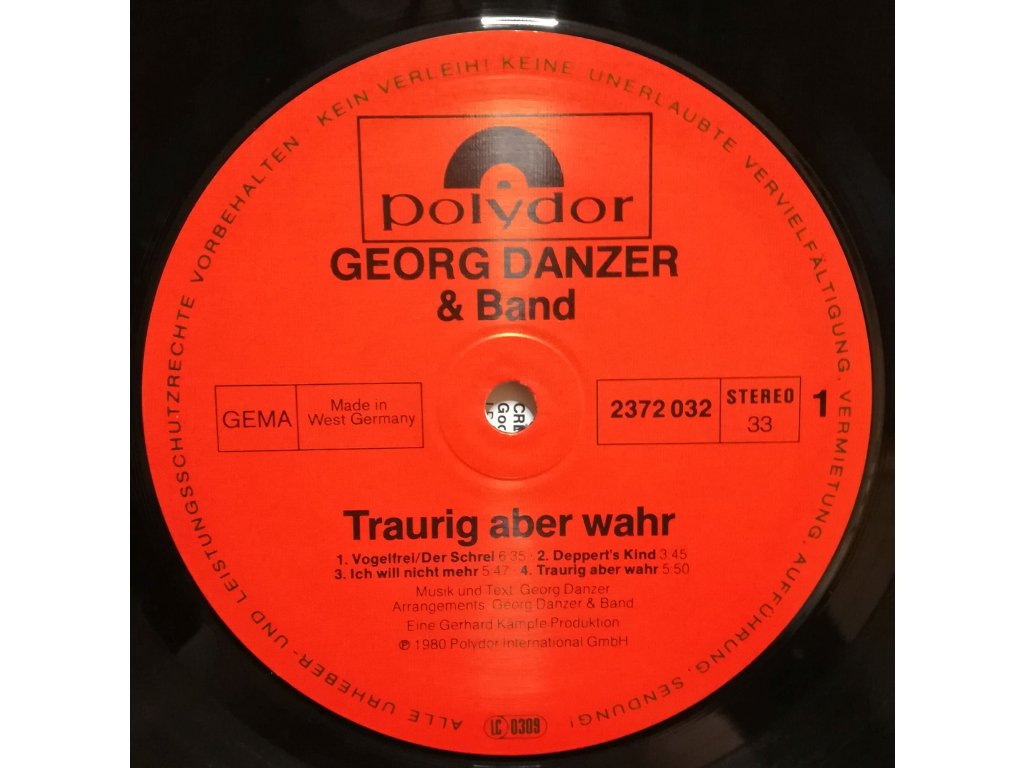 ALLE URHEBER- UND LEISTUNGSSCHUTZRECHTE VORBEHALTEN KEIN VERLEIH! KEINE UNERLAUBTE VERVIELFÄLTIGUNG, VERMIETUNG, AUFFÜHRUNG, SENDUNG!
polydor
GEORG DANZER
& Band
GEMA
Made in
West Germany
CRE
Goo
2372 032
STEREO
33
1
Traurig aber wahr
1. Vogelfrei/Der Schrei 6:35 · 2. Deppert's Kind 3:45
3. Ich will nicht mehr 5:47 · 4. Traurig aber wahr 5:50
Musik und Text: Georg Danzer
Arrangements: Georg Danzer & Band
Eine Gerhard Kämpfe-Produktion
℗ 1980 Polydor International GmbH
LC 0309